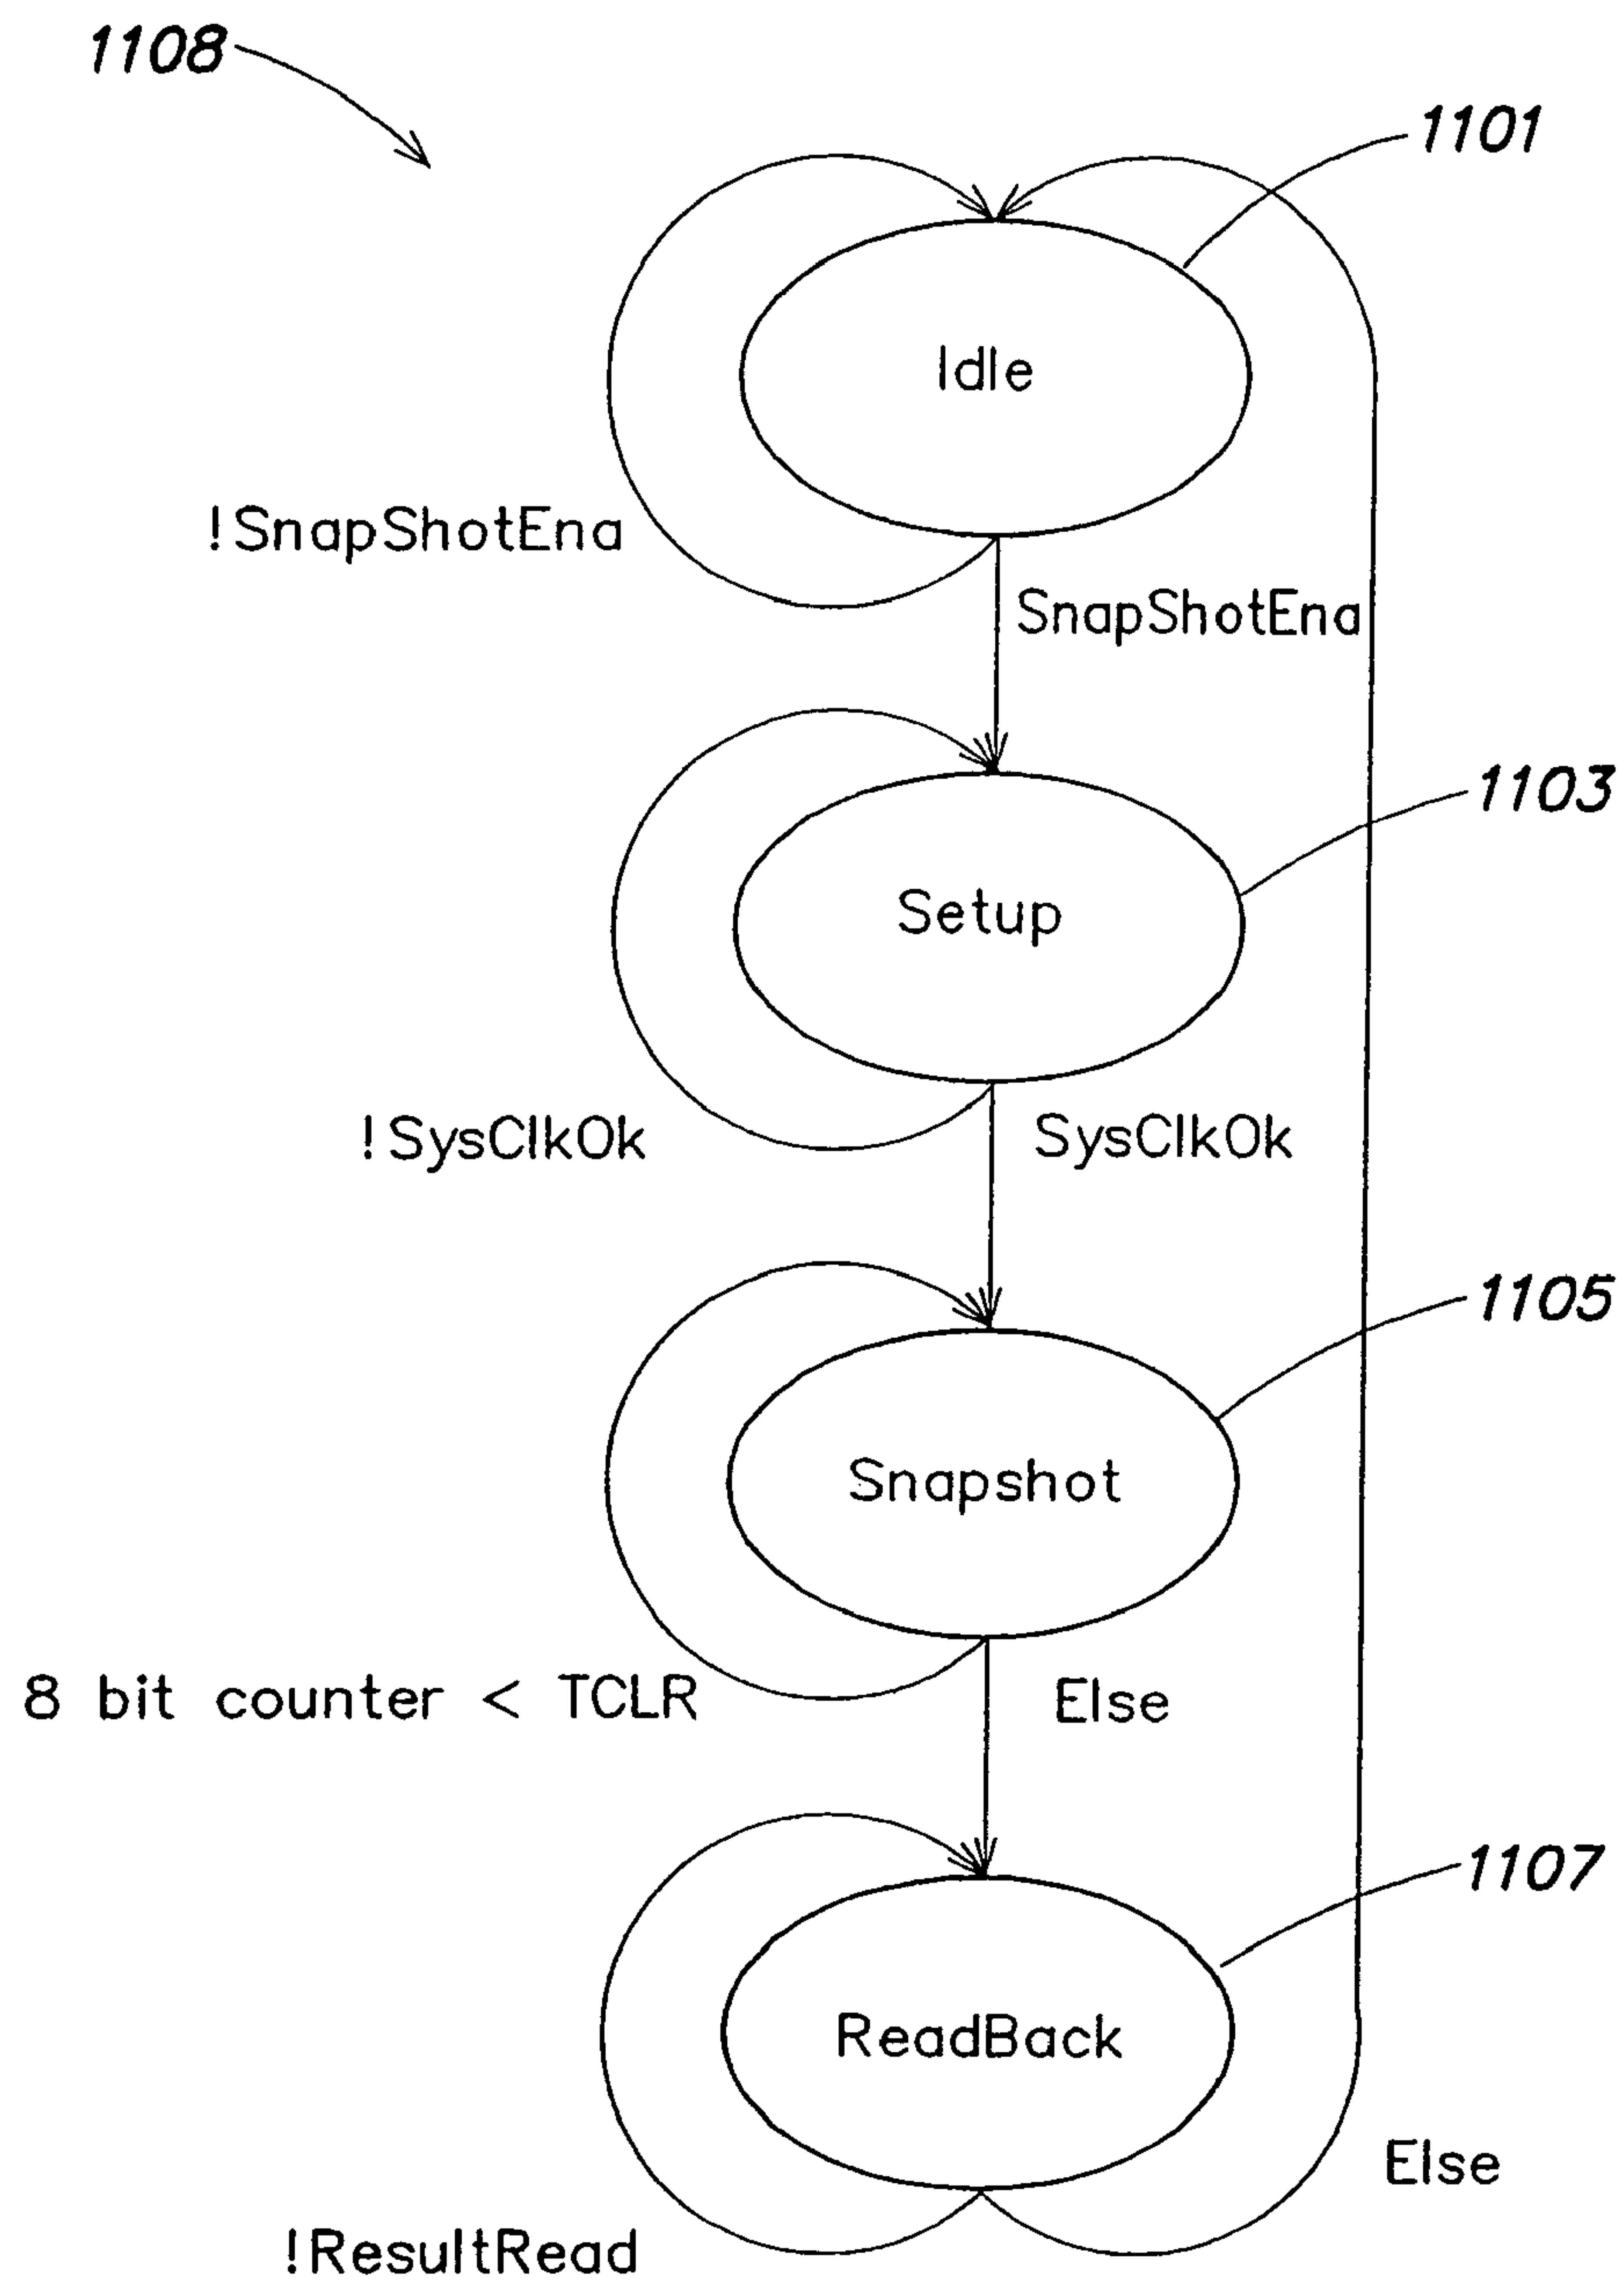 1108
1101
Idle
!SnapShotEna
SnapShotEna
1103
Setup
!SysClkOk
SysClkOk
1105
Snapshot
8 bit counter < TCLR
Else
1107
ReadBack
Else
!ResultRead